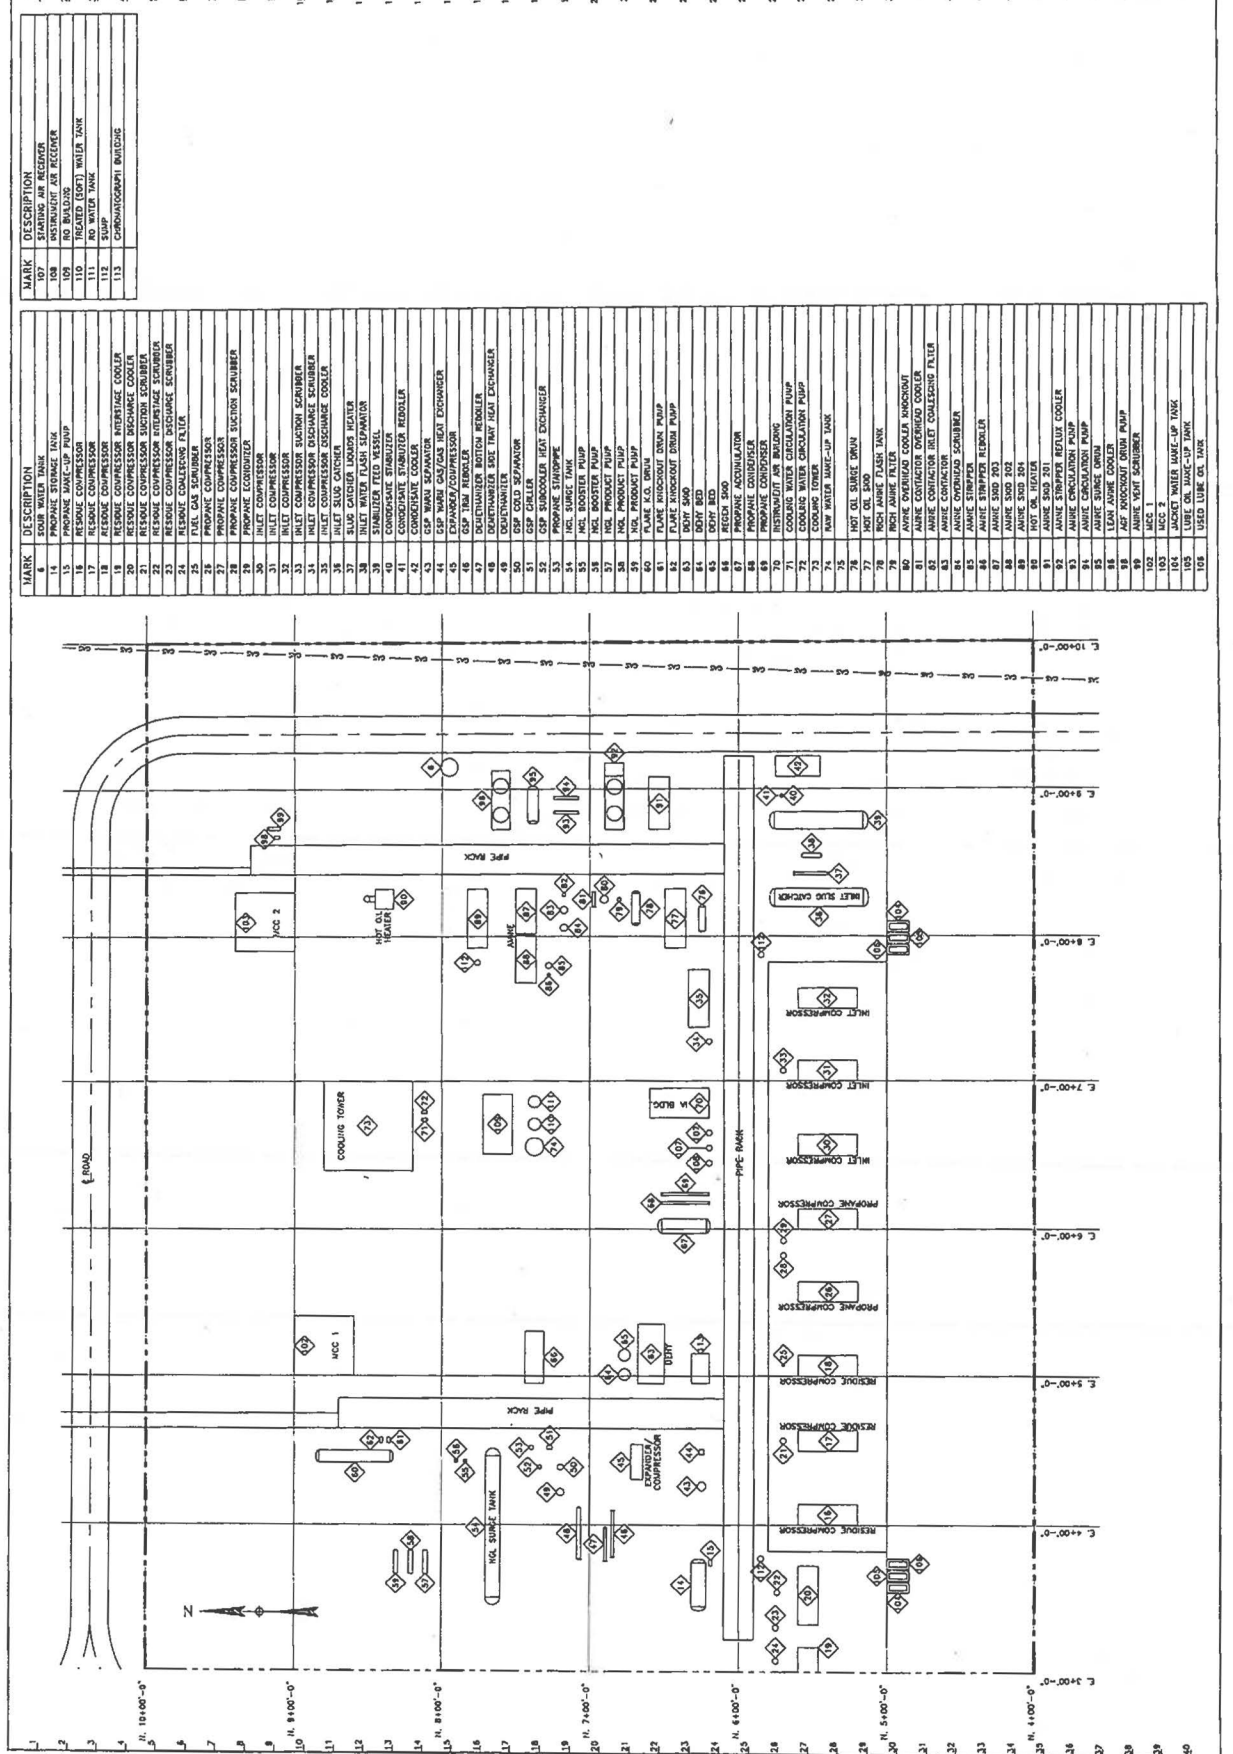 MARK DESCRIPTION
107 STARTING AIR RECEIVER
108 INSTRUMENT AIR RECEIVER
109 RO BUILDING
110 TREATED (SOFT) WATER TANK
111 RO WATER TANK
112 SUMP
113 CHROMATOGRAPH BUILDING
MARK DESCRIPTION
6 SOUR WATER TANK
14 PROPANE STORAGE TANK
15 PROPANE MAKE-UP PUMP
16 RESIDUE COMPRESSOR
17 RESIDUE COMPRESSOR
18 RESIDUE COMPRESSOR
19 RESIDUE COMPRESSOR INTERSTAGE COOLER
20 RESIDUE COMPRESSOR DISCHARGE COOLER
21 RESIDUE COMPRESSOR SUCTION SCRUBBER
22 RESIDUE COMPRESSOR INTERSTAGE SCRUBBER
23 RESIDUE COMPRESSOR DISCHARGE SCRUBBER
24 RESIDUE COALESCING FILTER
25 FUEL GAS SCRUBBER
26 PROPANE COMPRESSOR
27 PROPANE COMPRESSOR
28 PROPANE COMPRESSOR SUCTION SCRUBBER
29 PROPANE ECONOMIZER
30 INLET COMPRESSOR
31 INLET COMPRESSOR
32 INLET COMPRESSOR
33 INLET COMPRESSOR SUCTION SCRUBBER
34 INLET COMPRESSOR DISCHARGE SCRUBBER
35 INLET COMPRESSOR DISCHARGE COOLER
36 INLET SLUG CATCHER
37 SLUG CATCHER LIQUIDS HEATER
38 INLET WATER FLASH SEPARATOR
39 STABILIZER FEED VESSEL
40 CONDENSATE STABILIZER
41 CONDENSATE STABILIZER REBOILER
42 CONDENSATE COOLER
43 GSP WARM SEPARATOR
44 GSP WARM GAS/GAS HEAT EXCHANGER
45 EXPANDER/COMPRESSOR
46 GSP TRIM REBOILER
47 DEMETHANIZER BOTTOM REBOILER
48 DEMETHANIZER SIDE TRAY HEAT EXCHANGER
49 DEMETHANIZER
50 GSP COLD SEPARATOR
51 GSP CHILLER
52 GSP SUBCOOLER HEAT EXCHANGER
53 PROPANE STANDPIPE
54 NGL SURGE TANK
55 NGL BOOSTER PUMP
56 NGL BOOSTER PUMP
57 NGL PRODUCT PUMP
58 NGL PRODUCT PUMP
59 NGL PRODUCT PUMP
60 FLARE K.O. DRUM
61 FLARE KNOCKOUT DRUM PUMP
62 FLARE KNOCKOUT DRUM PUMP
63 DEHY SKID
64 DEHY BED
65 DEHY BED
66 REGEN SKID
67 PROPANE ACCUMULATOR
68 PROPANE CONDENSER
69 PROPANE CONDENSER
70 INSTRUMENT AIR BUILDING
71 COOLING WATER CIRCULATION PUMP
72 COOLING WATER CIRCULATION PUMP
73 COOLING TOWER
74 RAW WATER MAKE-UP TANK
75
76 HOT OIL SURGE DRUM
77 HOT OIL SKID
78 RICH AMINE FLASH TANK
79 RICH AMINE FILTER
80 AMINE OVERHEAD COOLER KNOCKOUT
81 AMINE CONTACTOR OVERHEAD COOLER
82 AMINE CONTACTOR INLET COALESCING FILTER
83 AMINE CONTACTOR
84 AMINE OVERHEAD SCRUBBER
85 AMINE STRIPPER
86 AMINE STRIPPER REBOILER
87 AMINE SKID 203
88 AMINE SKID 202
89 AMINE SKID 204
90 HOT OIL HEATER
91 AMINE SKID 201
92 AMINE STRIPPER REFLUX COOLER
93 AMINE CIRCULATION PUMP
94 AMINE CIRCULATION PUMP
95 AMINE SURGE DRUM
96 LEAN AMINE COOLER
98 AGF KNOCKOUT DRUM PUMP
99 AMINE VENT SCRUBBER
102 MCC 1
103 MCC 2
104 JACKET WATER MAKE-UP TANK
105 LUBE OIL MAKE-UP TANK
106 USED LUBE OIL TANK
℄ ROAD
N
MCC 2
MCC 1
HOT OIL HEATER
AMINE
COOLING TOWER
PIPE RACK
PIPE RACK
PIPE RACK
IA BLDG.
DEHY
EXPANDER/
COMPRESSOR
NGL SURGE TANK
INLET SLUG CATCHER
INLET COMPRESSOR
INLET COMPRESSOR
INLET COMPRESSOR
PROPANE COMPRESSOR
PROPANE COMPRESSOR
RESIDUE COMPRESSOR
RESIDUE COMPRESSOR
RESIDUE COMPRESSOR
GAS
N. 10+00'-0"
N. 9+00'-0"
N. 8+00'-0"
N. 7+00'-0"
N. 6+00'-0"
N. 5+00'-0"
N. 4+00'-0"
E. 10+00'-0"
E. 9+00'-0"
E. 8+00'-0"
E. 7+00'-0"
E. 6+00'-0"
E. 5+00'-0"
E. 4+00'-0"
E. 3+00'-0"